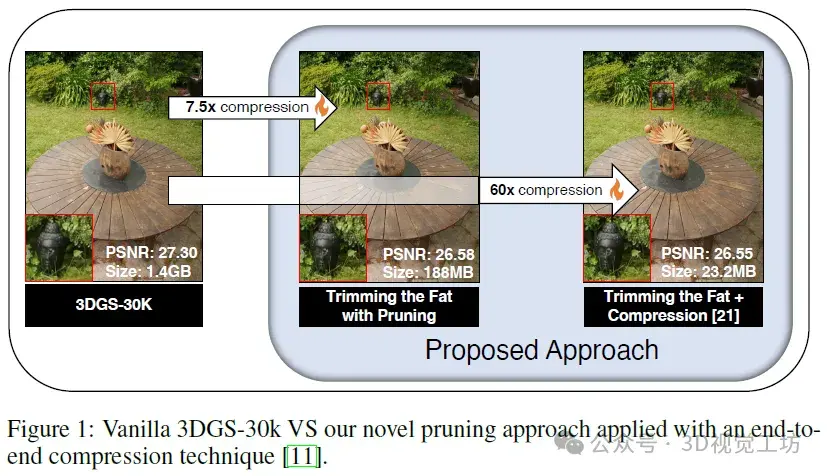 7.5x compression
60x compression
PSNR: 27.30
Size: 1.4GB
PSNR: 26.58
Size: 188MB
PSNR: 26.55
Size: 23.2MB
3DGS-30K
Trimming the Fat
with Pruning
Trimming the Fat +
Compression [21]
Proposed Approach
Figure 1: Vanilla 3DGS-30k VS our novel pruning approach applied with an end-to-
end compression technique [11].
公众号 · 3D视觉工坊